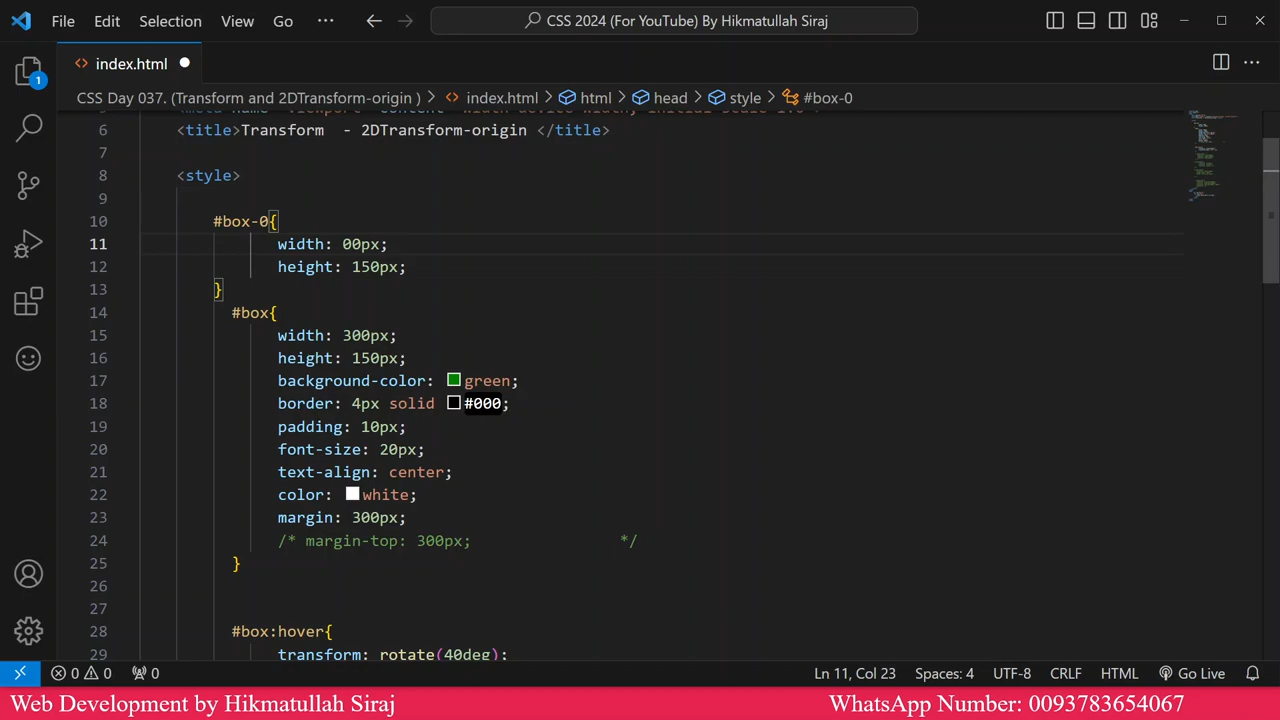 File Edit Selection View Go ··· CSS 2024 (For YouTube) By Hikmatullah Siraj
1
index.html
CSS Day 037. (Transform and 2DTransform-origin ) > index.html > html > head > style > #box-0
6 <title>Transform  - 2DTransform-origin </title>
7
8 <style>
9
10 #box-0{
11 width: 00px;
12 height: 150px;
13 }
14 #box{
15 width: 300px;
16 height: 150px;
17 background-color: green;
18 border: 4px solid #000;
19 padding: 10px;
20 font-size: 20px;
21 text-align: center;
22 color: white;
23 margin: 300px;
24 /* margin-top: 300px; */
25 }
26
27
28 #box:hover{
29 transform: rotate(40deg);
0 0 0 Ln 11, Col 23 Spaces: 4 UTF-8 CRLF HTML Go Live
Web Development by Hikmatullah Siraj WhatsApp Number: 0093783654067